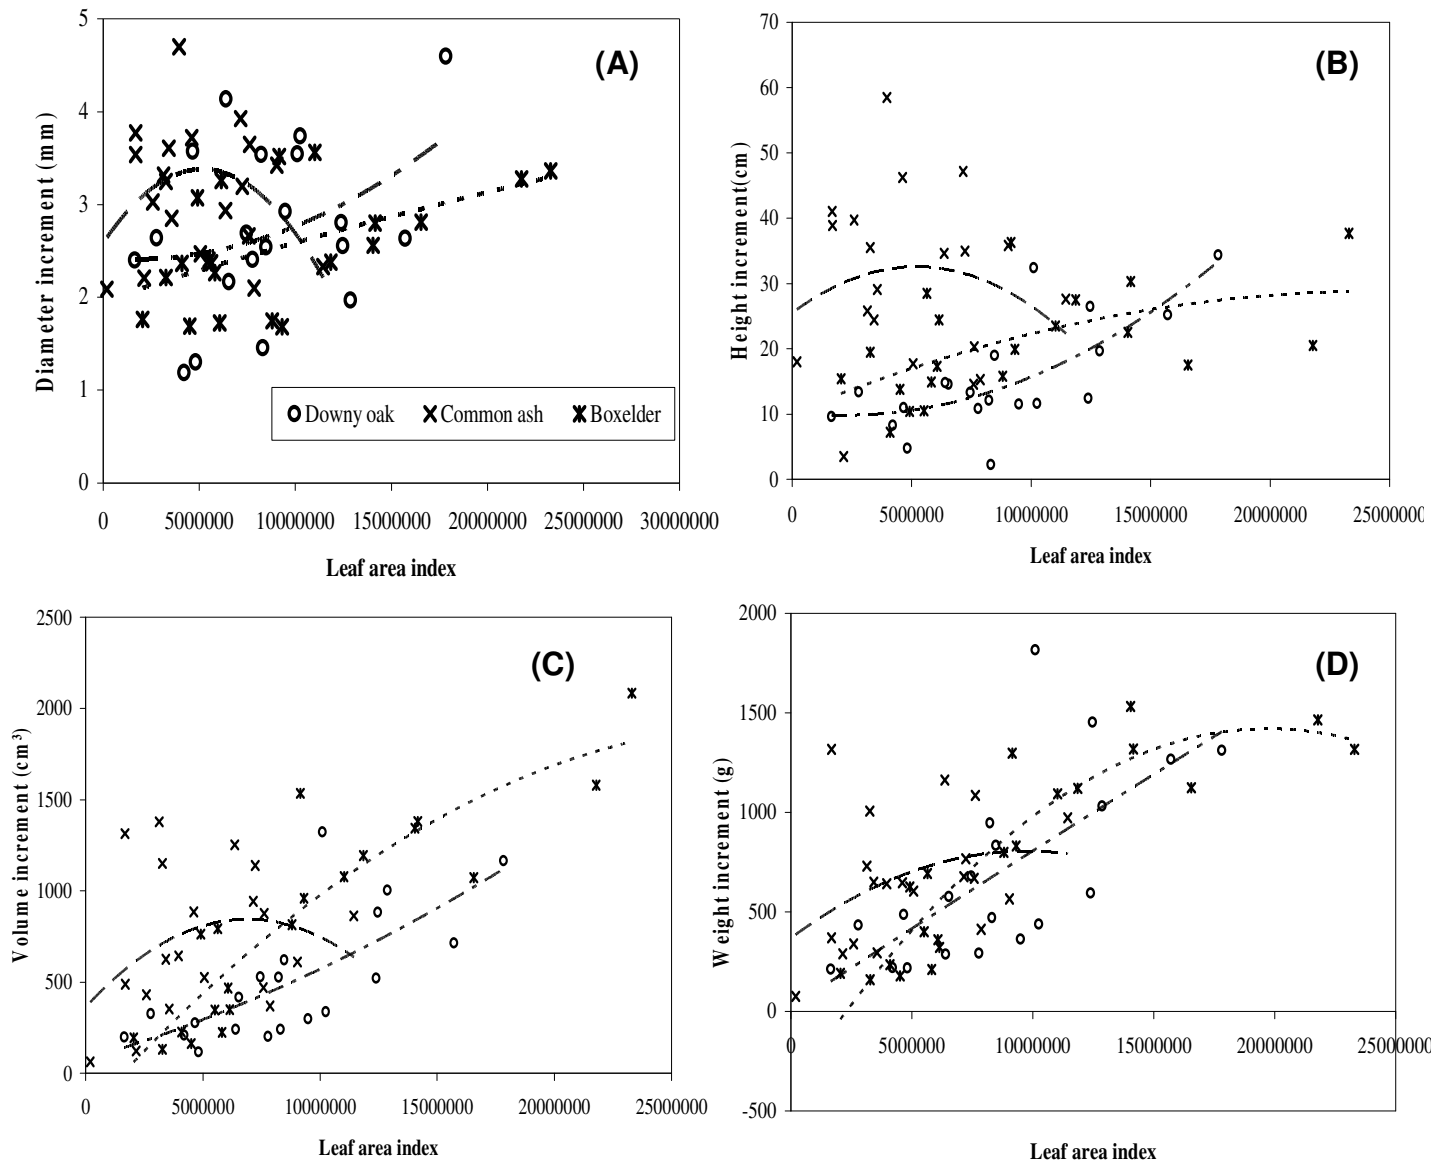 (A)
Diameter increment (mm)
5
4
3
2
1
0
Downy oak Common ash Boxelder
0 5000000 10000000 15000000 20000000 25000000 30000000
Leaf area index
(B)
Height increment(cm)
70
60
50
40
30
20
10
0
0 5000000 10000000 15000000 20000000 25000000
Leaf area index
(C)
Volume increment (cm³)
2500
2000
1500
1000
500
0
0 5000000 10000000 15000000 20000000 25000000
Leaf area index
(D)
Weight increment (g)
2000
1500
1000
500
0
-500
0 5000000 10000000 15000000 20000000 25000000
Leaf area index